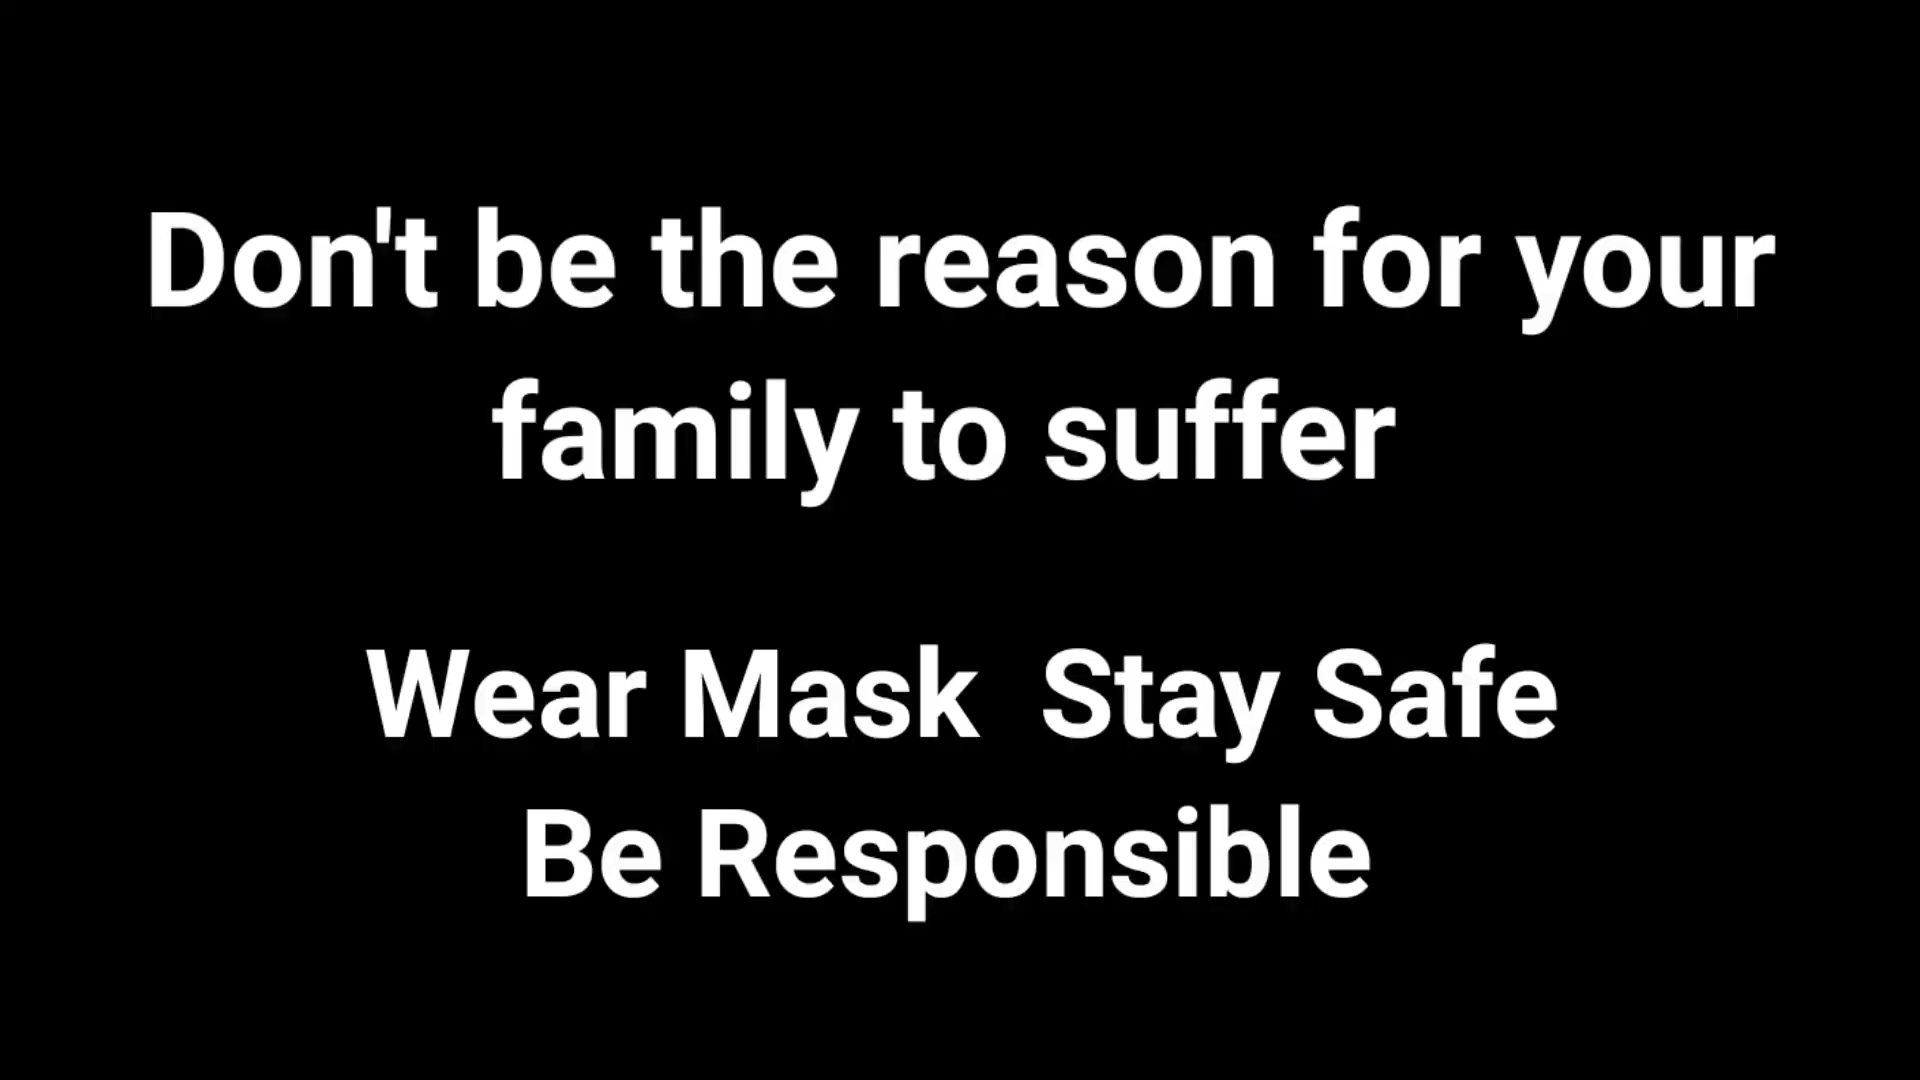 Don't be the reason for your
family to suffer
Wear Mask  Stay Safe
Be Responsible